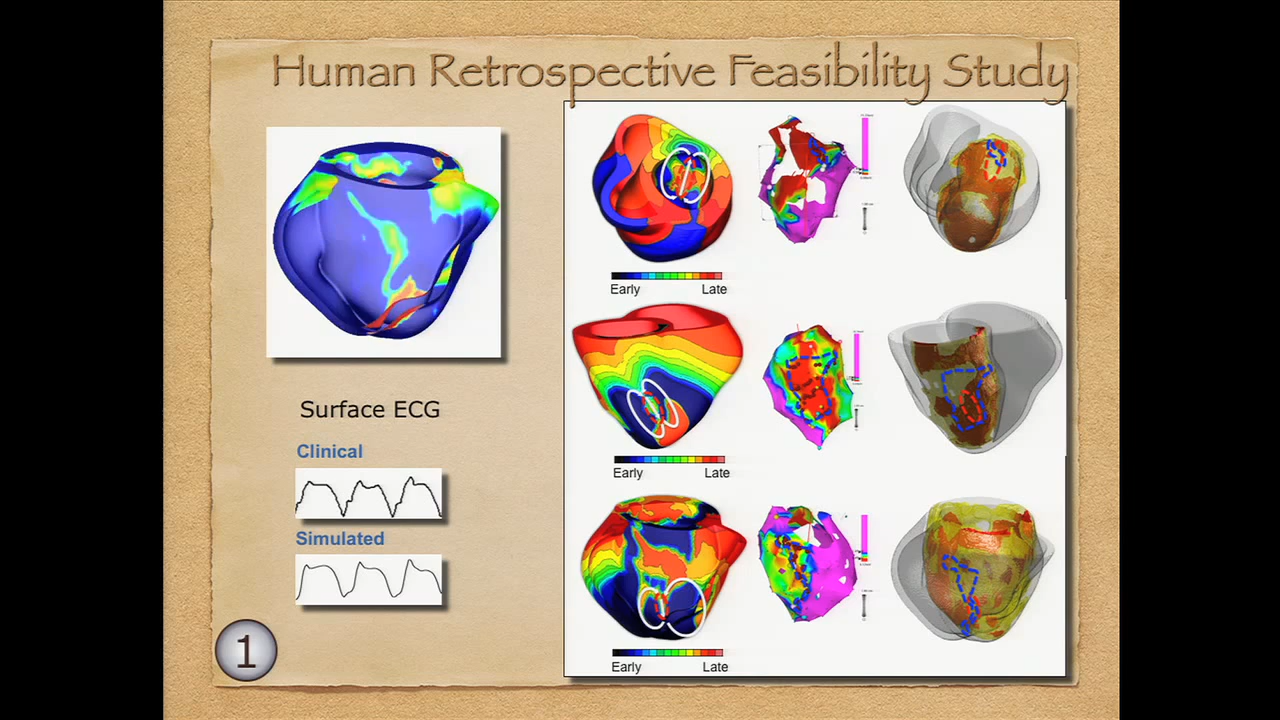 Human Retrospective Feasibility Study
Surface ECG
Clinical
Simulated
1
Early Late
Early Late
Early Late